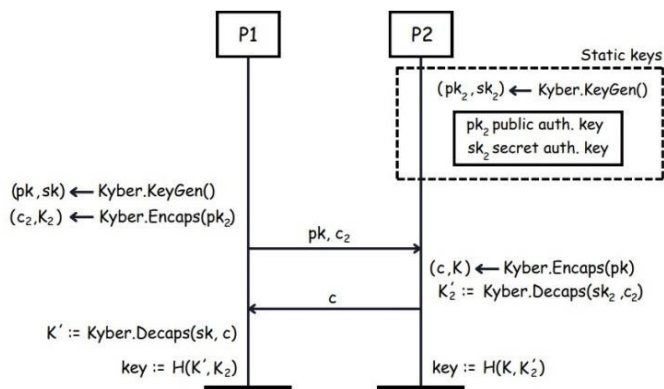 P1
P2
Static keys
(pk₂,sk₂) ← Kyber.KeyGen()
pk₂ public auth. key
sk₂ secret auth. key
(pk,sk) ← Kyber.KeyGen()
(c₂,K₂) ← Kyber.Encaps(pk₂)
pk, c₂
(c,K) ← Kyber.Encaps(pk)
K₂′ := Kyber.Decaps(sk₂,c₂)
c
K′ := Kyber.Decaps(sk, c)
key := H(K′,K₂)
key := H(K,K₂′)